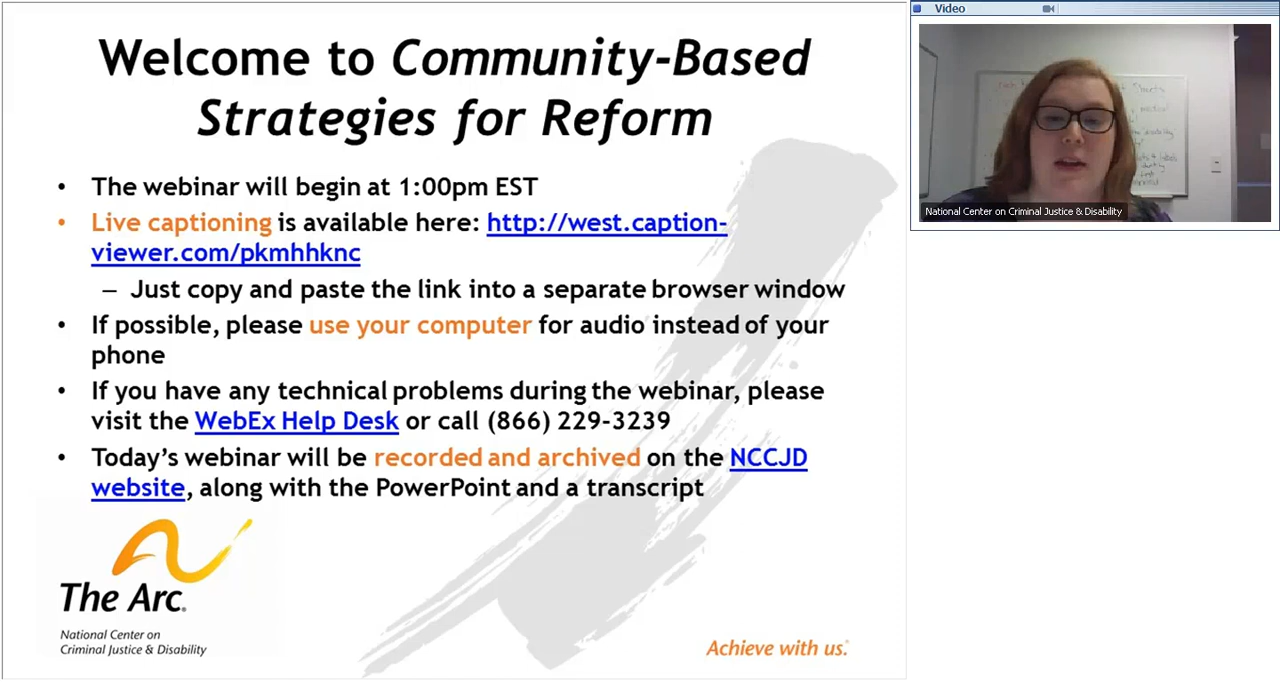 Welcome to Community-Based
Strategies for Reform
• The webinar will begin at 1:00pm EST
• Live captioning is available here: http://west.caption-
viewer.com/pkmhhknc
– Just copy and paste the link into a separate browser window
• If possible, please use your computer for audio instead of your
phone
• If you have any technical problems during the webinar, please
visit the WebEx Help Desk or call (866) 229-3239
• Today's webinar will be recorded and archived on the NCCJD
website, along with the PowerPoint and a transcript
The Arc®
National Center on
Criminal Justice & Disability
Achieve with us.®
Video
National Center on Criminal Justice & Disability